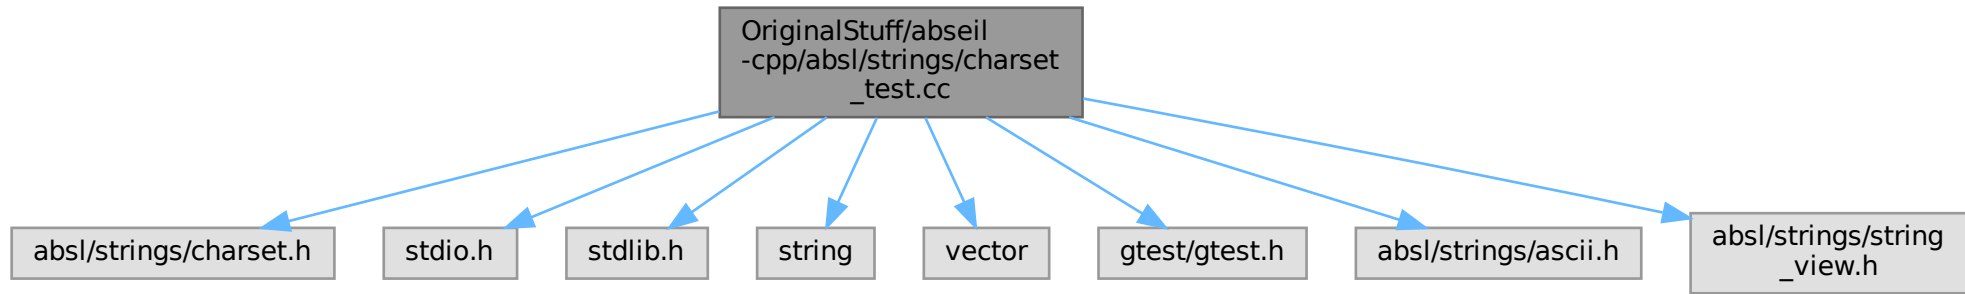 OriginalStuff/abseil
-cpp/absl/strings/charset
_test.cc
absl/strings/charset.h
stdio.h
stdlib.h
string
vector
gtest/gtest.h
absl/strings/ascii.h
absl/strings/string
_view.h